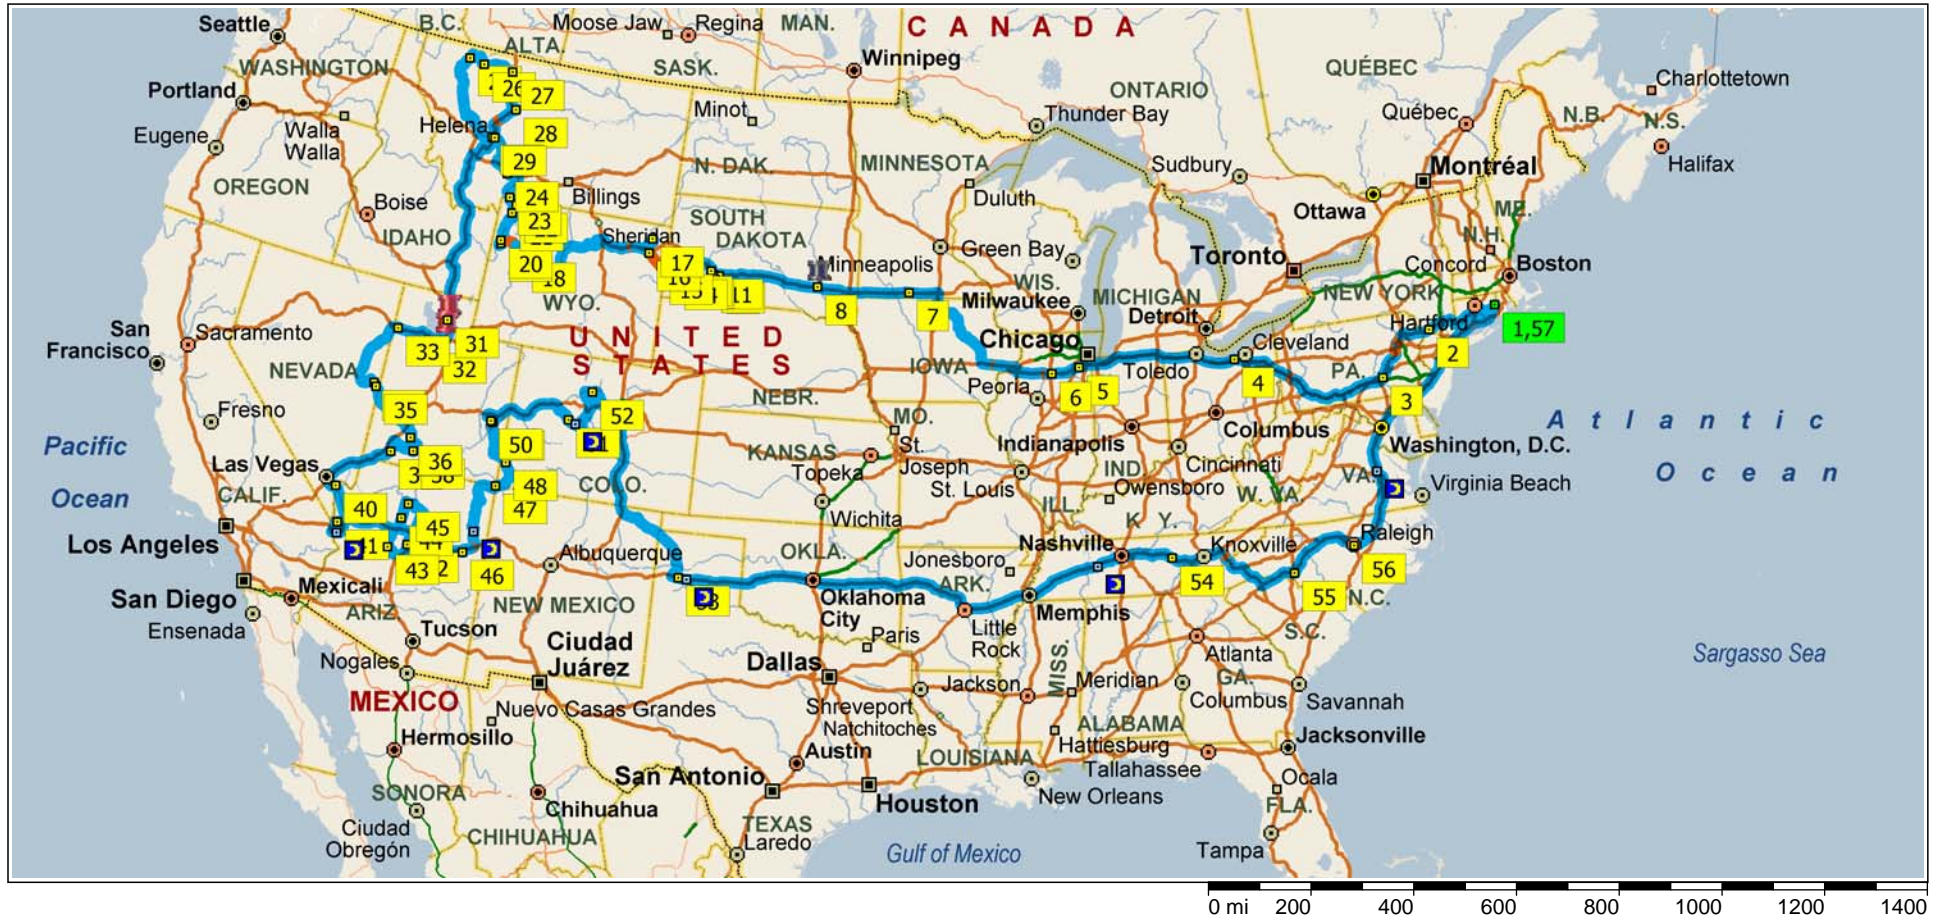 Seattle
B.C.
Moose Jaw
Regina
MAN.
CANADA
ALTA.
SASK.
Winnipeg
WASHINGTON
Portland
ONTARIO
QUÉBEC
Charlottetown
26
27
Minot
Thunder Bay
Québec
N.B.
N.S.
Helena
28
Eugene
Walla
Walla
29
N. DAK.
MINNESOTA
Sudbury
Montréal
Halifax
OREGON
24
Billings
Duluth
Boise
23
SOUTH
DAKOTA
Ottawa
ME.
IDAHO
Sheridan
Green Bay
N.H.
20
18
17
Minneapolis
Toronto
Concord
Boston
WYO.
11
8
7
WIS.
Milwaukee
MICHIGAN
Detroit
NEW YORK
San
Francisco
Sacramento
33
31
32
UNITED
STATES
Chicago
Cleveland
Hartford
1,57
2
NEVADA
IOWA
Peoria
6
5
Toledo
4
PA.
3
Fresno
35
52
NEBR.
MO.
Columbus
Atlantic
Ocean
Pacific
Ocean
36
50
KANSAS
Topeka
St.
Joseph
Indianapolis
Washington, D.C.
Las Vegas
CALIF.
48
47
COLO.
St. Louis
IND.
Cincinnati
Owensboro
W. VA.
VA.
Virginia Beach
40
45
Wichita
ILL.
KY.
Los Angeles
41
43
46
Albuquerque
OKLA.
Jonesboro
Nashville
Knoxville
Raleigh
56
San Diego
Mexicali
ARIZ.
NEW MEXICO
Oklahoma
City
ARK.
Memphis
54
55
N.C.
Ensenada
Tucson
Ciudad
Juárez
Paris
Little
Rock
S.C.
Nogales
Dallas
Atlanta
GA.
Sargasso Sea
MEXICO
Nuevo Casas Grandes
Shreveport
Natchitoches
Jackson
MISS.
Meridian
Columbus
Savannah
Hermosillo
Austin
LOUISIANA
ALABAMA
Hattiesburg
Jacksonville
Tallahassee
SONORA
Chihuahua
San Antonio
Houston
New Orleans
Ocala
FLA.
Ciudad
Obregón
CHIHUAHUA
TEXAS
Laredo
Gulf of Mexico
Tampa
0 mi 200 400 600 800 1000 1200 1400